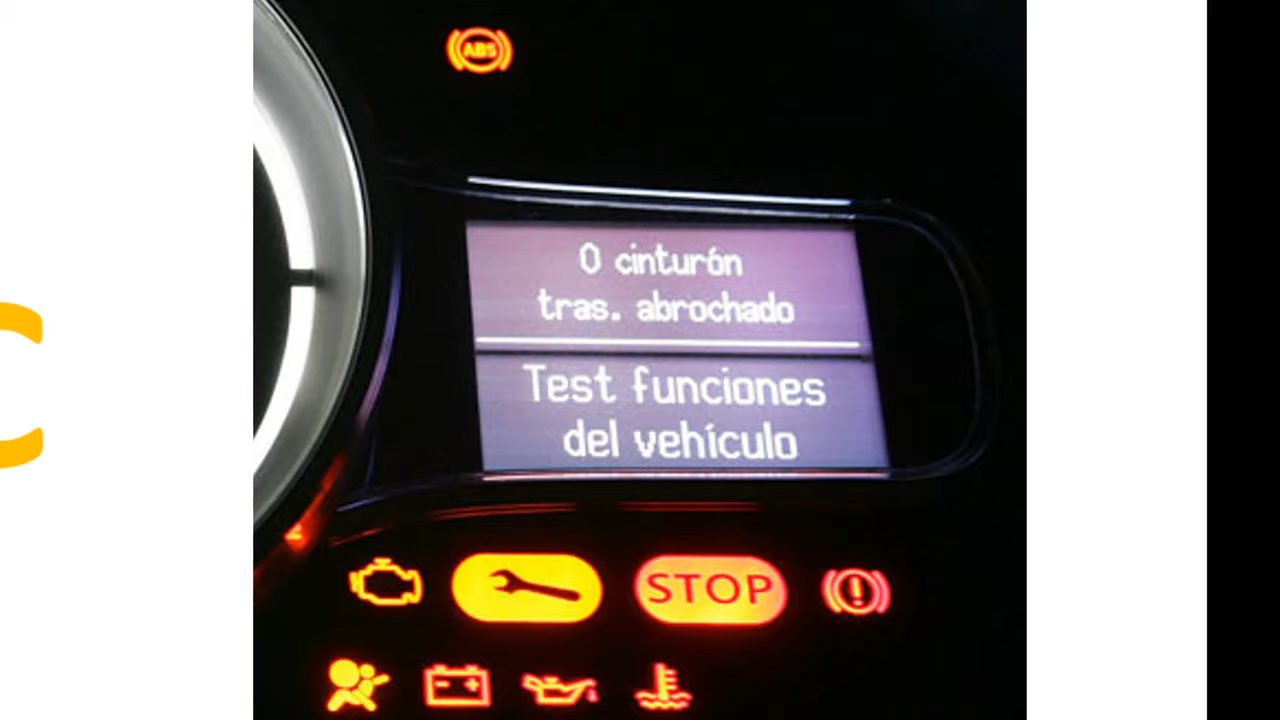 ABS
0 cinturón
tras. abrochado
Test funciones
del vehículo
STOP